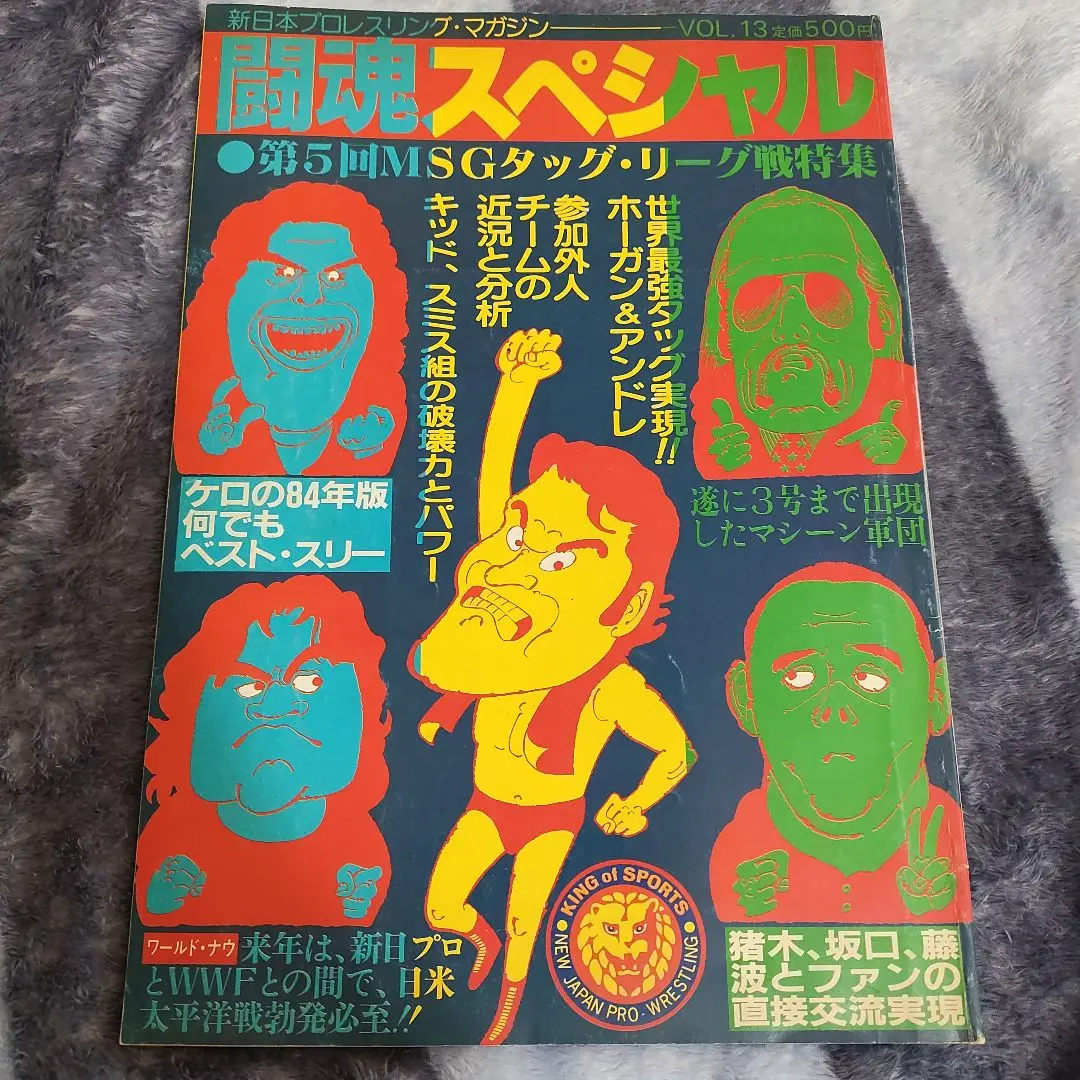 新日本プロレスリング・マガジン
VOL.13定価500円
闘魂スペシャル
●第5回MSGタッグ・リーグ戦特集
世界最強タッグ実現!!
ホーガン&アンドレ
参加外人
チームの
近況と分析
キッド、スミス組の破壊力とパワー
ケロの84年版
何でも
ベスト・スリー
遂に3号まで出現
したマシーン軍団
ワールド・ナウ 来年は、新日プロ
とWWFとの間で、日米
太平洋戦勃発必至!!
KING of SPORTS
NEW JAPAN PRO-WRESTLING
猪木、坂口、藤
波とファンの
直接交流実現